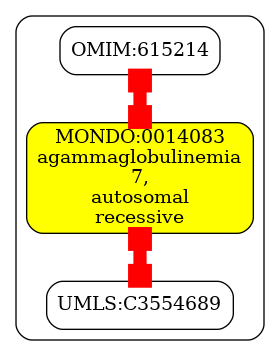 OMIM:615214
MONDO:0014083
agammaglobulinemia
7,
autosomal
recessive
UMLS:C3554689